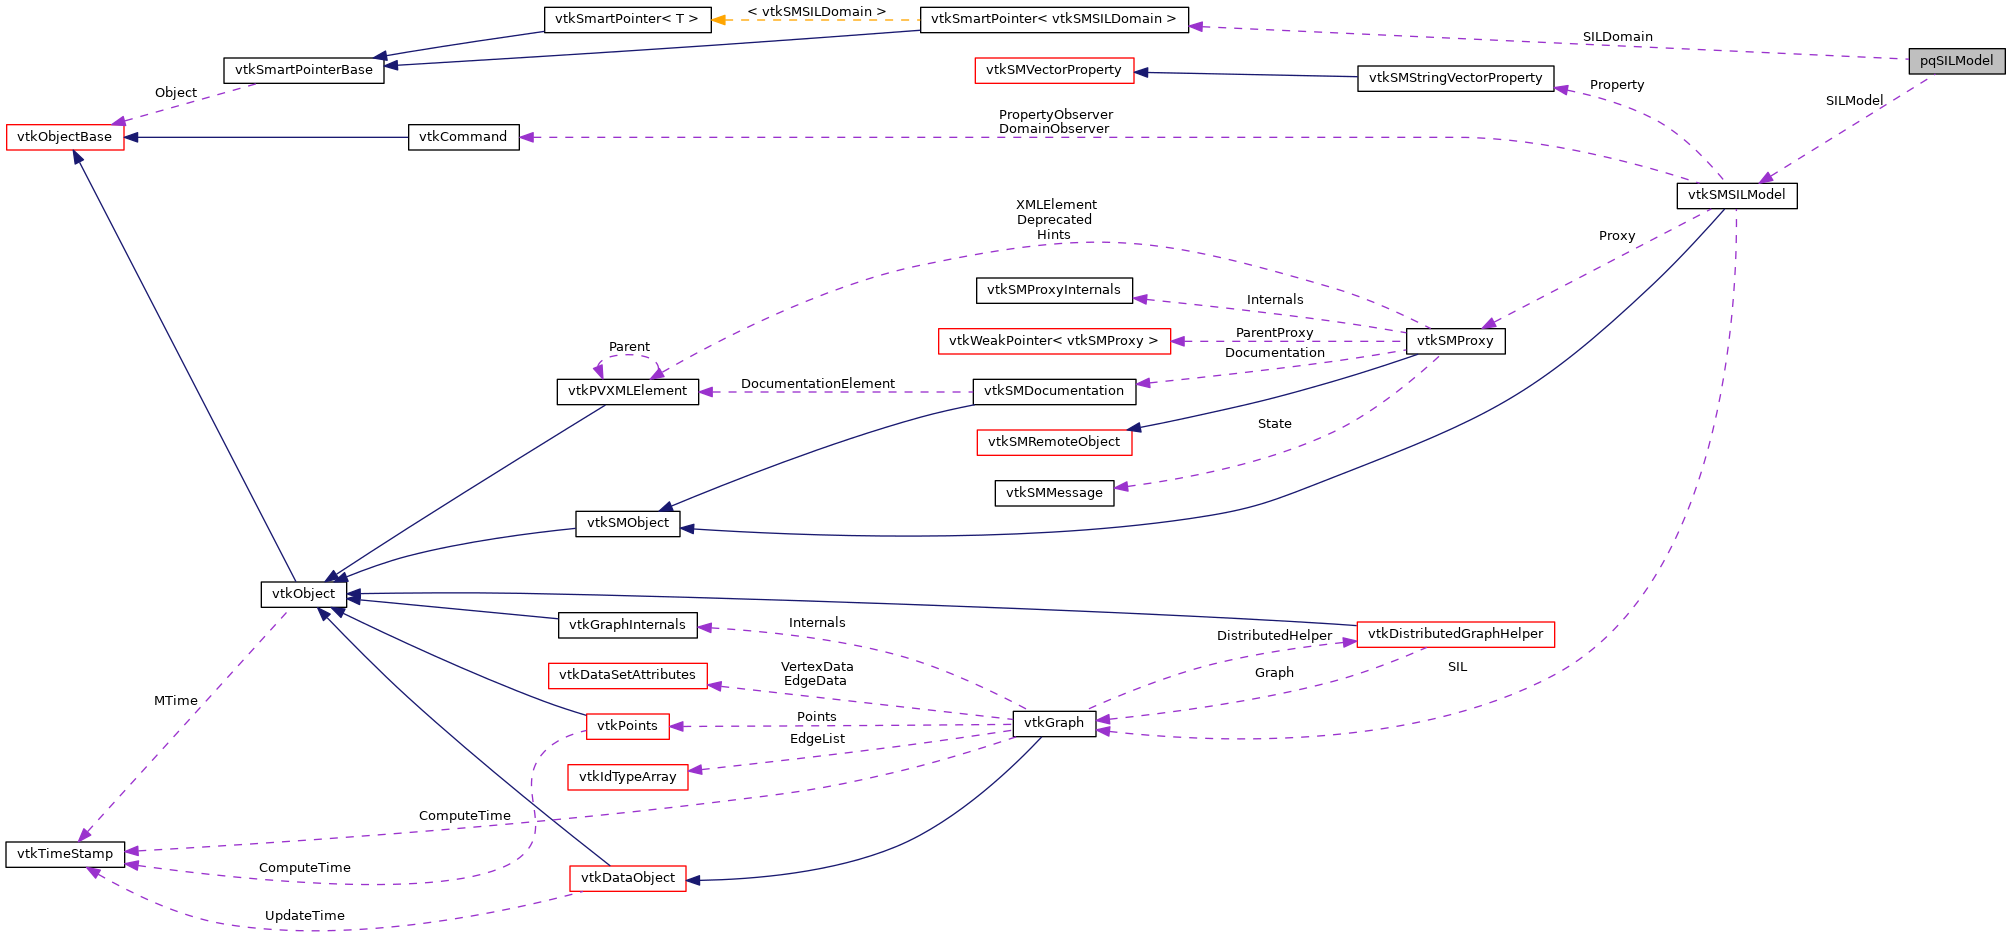 vtkSmartPointer< T >
< vtkSMSILDomain >
vtkSmartPointer< vtkSMSILDomain >
SILDomain
pqSILModel
vtkSmartPointerBase
vtkSMVectorProperty
vtkSMStringVectorProperty
Property
SILModel
Object
vtkObjectBase
vtkCommand
PropertyObserver
DomainObserver
vtkSMSILModel
XMLElement
Deprecated
Hints
Proxy
vtkSMProxyInternals
Internals
vtkWeakPointer< vtkSMProxy >
ParentProxy
vtkSMProxy
Parent
Documentation
vtkPVXMLElement
DocumentationElement
vtkSMDocumentation
State
vtkSMRemoteObject
vtkSMMessage
vtkSMObject
vtkObject
vtkGraphInternals
Internals
DistributedHelper
vtkDistributedGraphHelper
vtkDataSetAttributes
VertexData
EdgeData
Graph
SIL
MTime
vtkPoints
Points
vtkGraph
EdgeList
vtkIdTypeArray
ComputeTime
vtkTimeStamp
ComputeTime
vtkDataObject
UpdateTime